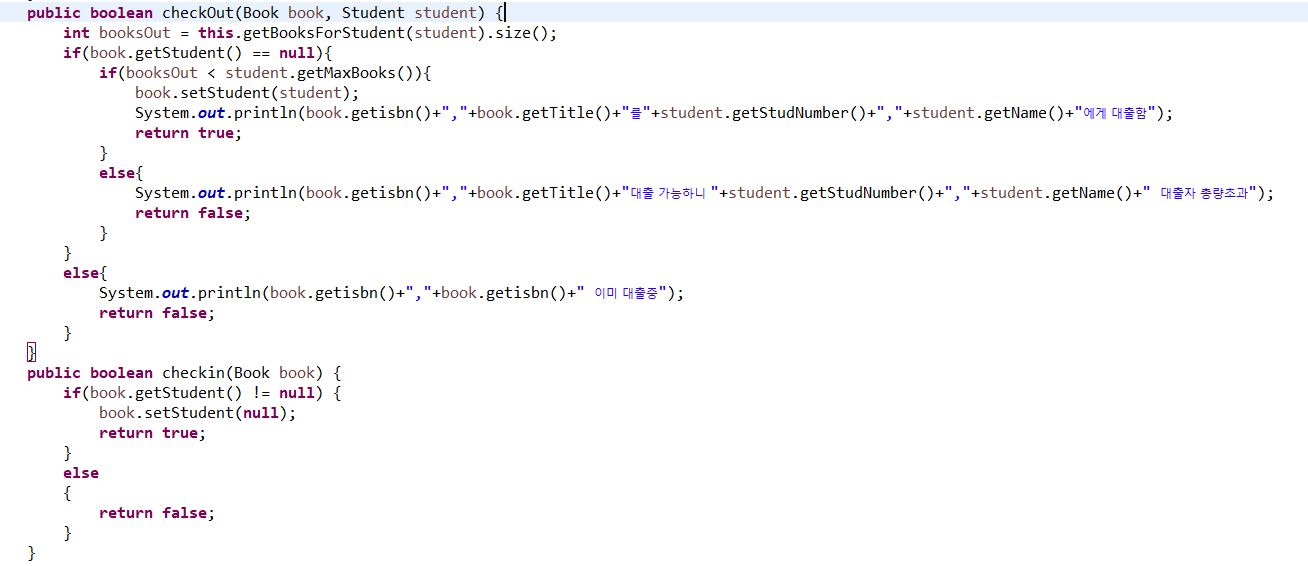 public boolean checkOut(Book book, Student student) {
    int booksOut = this.getBooksForStudent(student).size();
    if(book.getStudent() == null){
        if(booksOut < student.getMaxBooks()){
            book.setStudent(student);
            System.out.println(book.getisbn()+","+book.getTitle()+"를"+student.getStudNumber()+","+student.getName()+"에게 대출함");
            return true;
        }
        else{
            System.out.println(book.getisbn()+","+book.getTitle()+"대출 가능하니 "+student.getStudNumber()+","+student.getName()+" 대출자 총량초과");
            return false;
        }
    }
    else{
        System.out.println(book.getisbn()+","+book.getisbn()+" 이미 대출중");
        return false;
    }
}
public boolean checkin(Book book) {
    if(book.getStudent() != null) {
        book.setStudent(null);
        return true;
    }
    else
    {
        return false;
    }
}